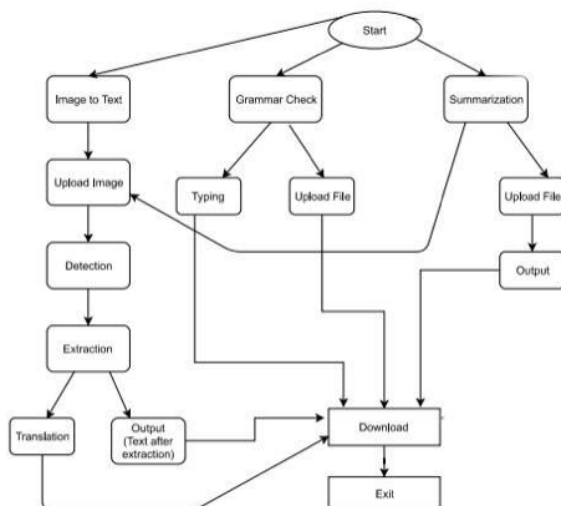 Start
Image to Text
Grammar Check
Summarization
Upload Image
Typing
Upload File
Upload File
Detection
Output
Extraction
Translation
Output
(Text after
extraction)
Download
Exit